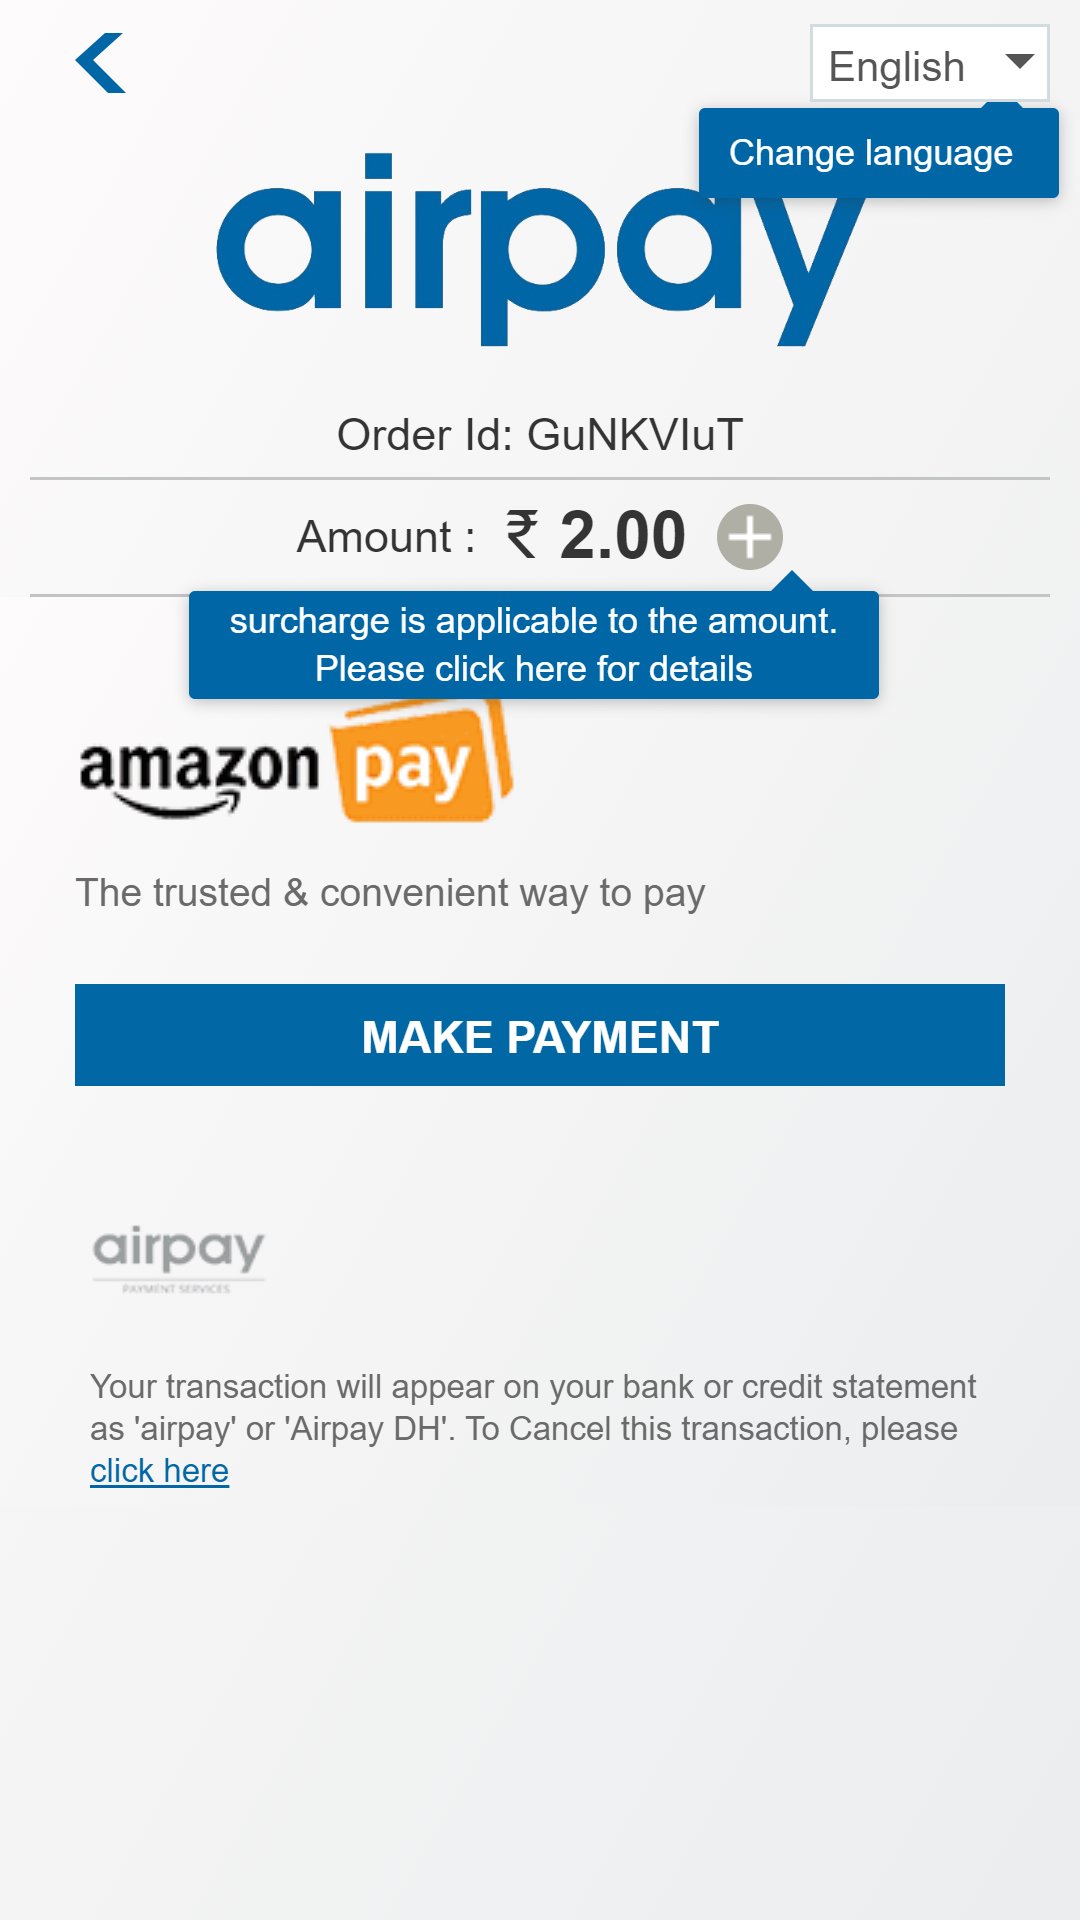 English
Change language
airpay
Order Id: GuNKVIuT
Amount : ₹ 2.00
surcharge is applicable to the amount.
Please click here for details
amazon pay
The trusted & convenient way to pay
MAKE PAYMENT
airpay
PAYMENT SERVICES
Your transaction will appear on your bank or credit statement
as 'airpay' or 'Airpay DH'. To Cancel this transaction, please
click here